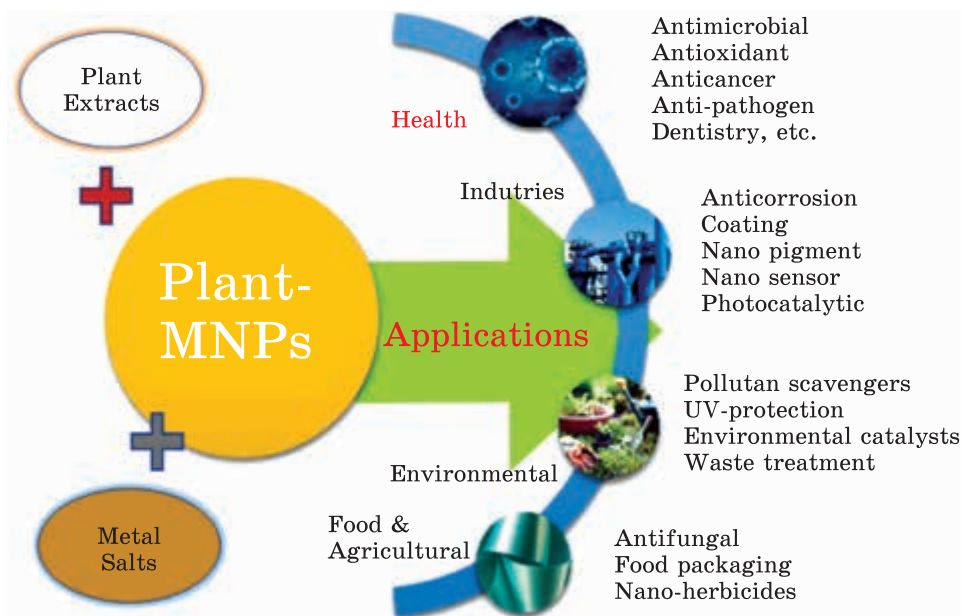 Plant
Extracts
Health
Antimicrobial
Antioxidant
Anticancer
Anti-pathogen
Dentistry, etc.
Indutries
Anticorrosion
Coating
Nano pigment
Nano sensor
Photocatalytic
Plant-
MNPs
Applications
Pollutan scavengers
UV-protection
Environmental catalysts
Waste treatment
Environmental
Metal
Salts
Food &
Agricultural
Antifungal
Food packaging
Nano-herbicides